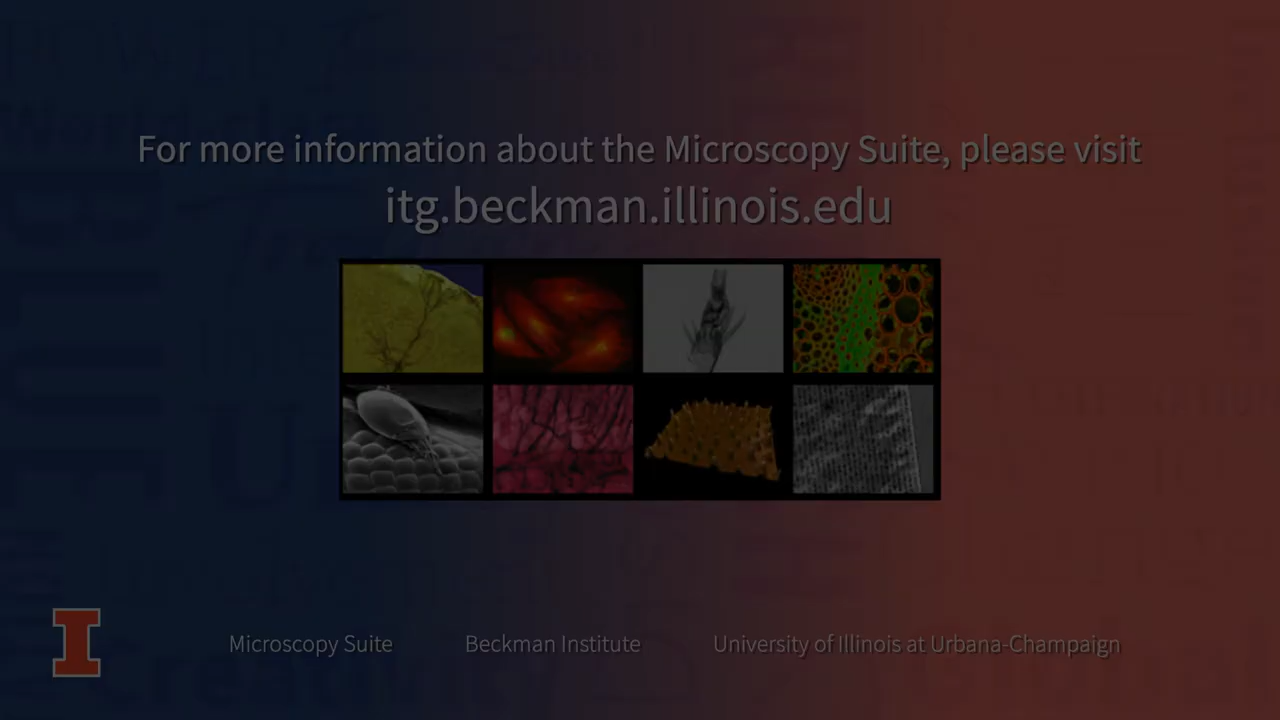 For more information about the Microscopy Suite, please visit
itg.beckman.illinois.edu
I
Microscopy Suite
Beckman Institute
University of Illinois at Urbana-Champaign